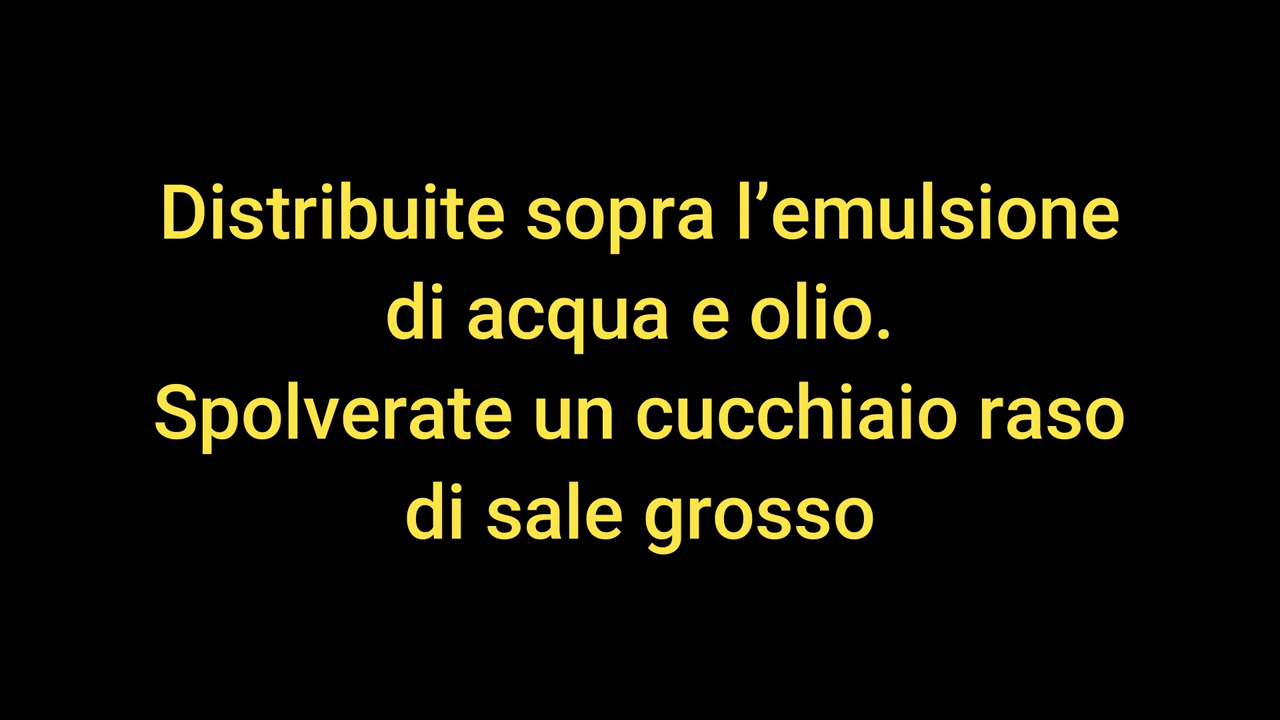 Distribuite sopra l’emulsione
di acqua e olio.
Spolverate un cucchiaio raso
di sale grosso